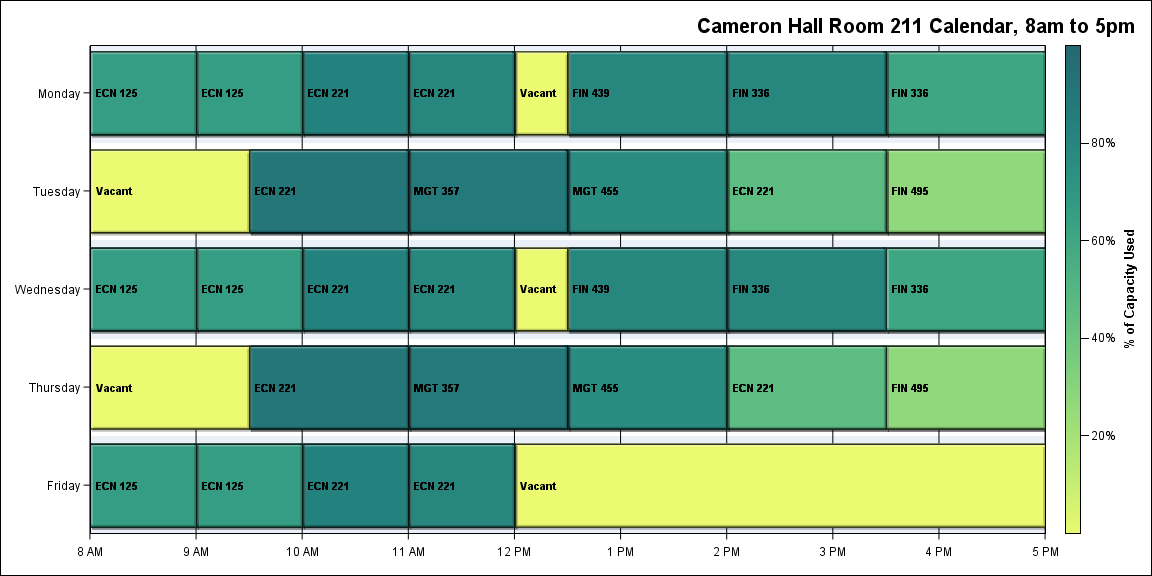 Cameron Hall Room 211 Calendar, 8am to 5pm
Monday ECN 125 ECN 125 ECN 221 ECN 221 Vacant FIN 439 FIN 336 FIN 336
80%
Tuesday Vacant ECN 221 MGT 357 MGT 455 ECN 221 FIN 495
60%
Wednesday ECN 125 ECN 125 ECN 221 ECN 221 Vacant FIN 439 FIN 336 FIN 336
% of Capacity Used
40%
Thursday Vacant ECN 221 MGT 357 MGT 455 ECN 221 FIN 495
20%
Friday ECN 125 ECN 125 ECN 221 ECN 221 Vacant
8 AM 9 AM 10 AM 11 AM 12 PM 1 PM 2 PM 3 PM 4 PM 5 PM